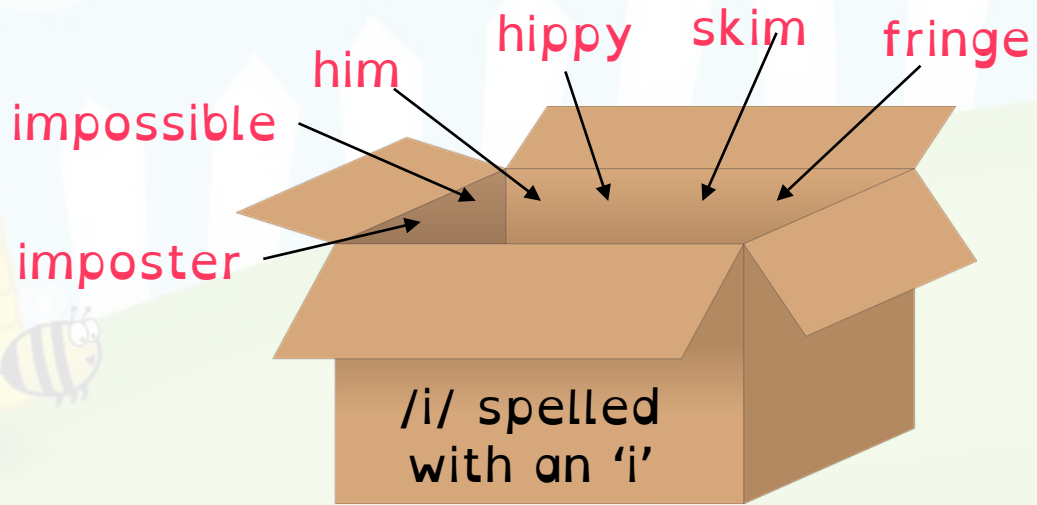 hippy
skim
fringe
him
impossible
imposter
/i/ spelled
with an ‘i’